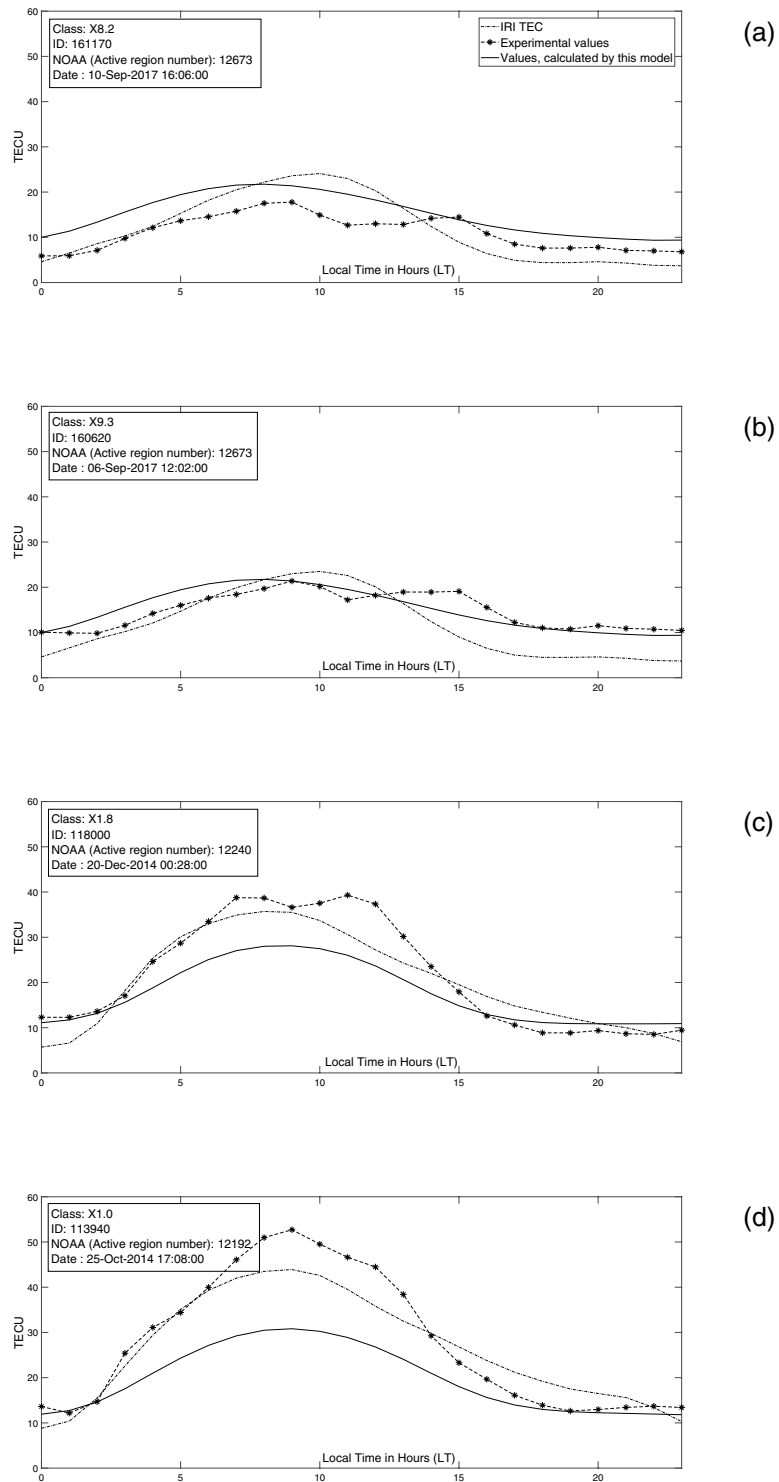 (a)
Class: X8.2
ID: 161170
NOAA (Active region number): 12673
Date : 10-Sep-2017 16:06:00
IRI TEC
Experimental values
Values, calculated by this model
60
50
40
30
20
10
0
TECU
Local Time in Hours (LT)
0 5 10 15 20
(b)
Class: X9.3
ID: 160620
NOAA (Active region number): 12673
Date : 06-Sep-2017 12:02:00
60
50
40
30
20
10
0
TECU
Local Time in Hours (LT)
0 5 10 15 20
(c)
Class: X1.8
ID: 118000
NOAA (Active region number): 12240
Date : 20-Dec-2014 00:28:00
60
50
40
30
20
10
0
TECU
Local Time in Hours (LT)
0 5 10 15 20
(d)
Class: X1.0
ID: 113940
NOAA (Active region number): 12192
Date : 25-Oct-2014 17:08:00
60
50
40
30
20
10
0
TECU
Local Time in Hours (LT)
0 5 10 15 20